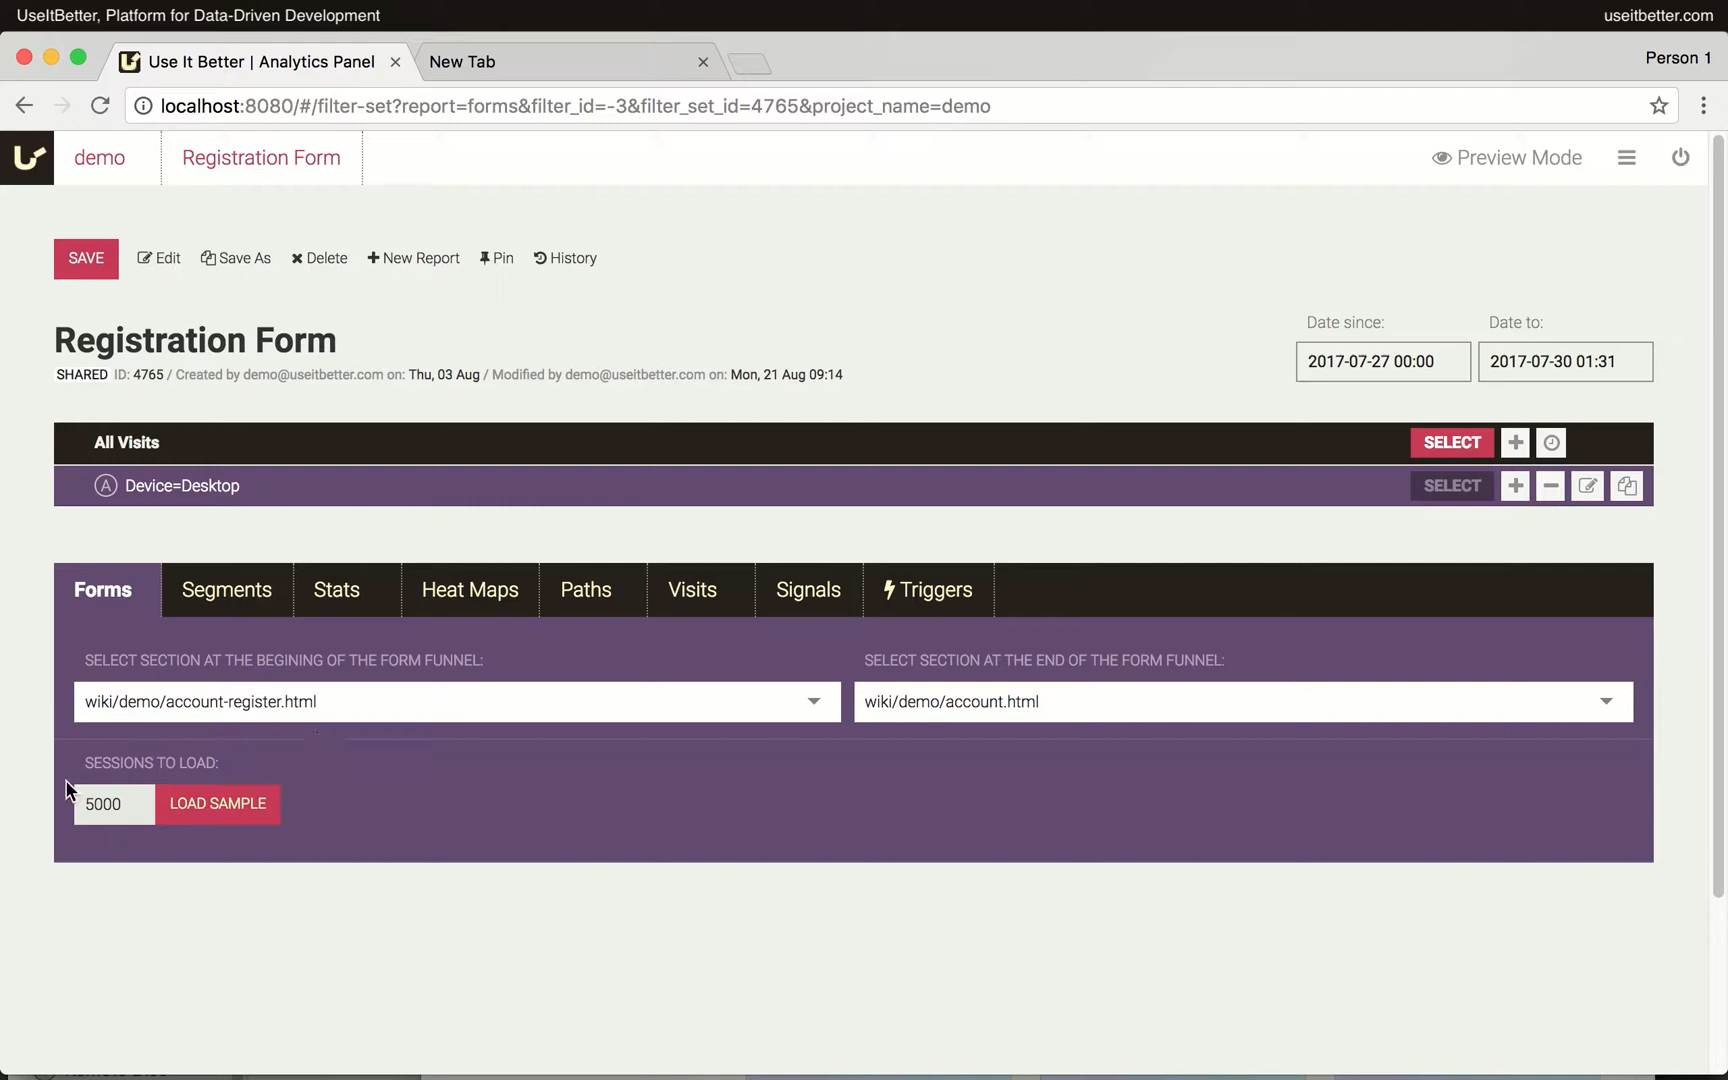 UseItBetter, Platform for Data-Driven Development
useitbetter.com
Use It Better | Analytics Panel
New Tab
Person 1
localhost:8080/#/filter-set?report=forms&filter_id=-3&filter_set_id=4765&project_name=demo
demo
Registration Form
Preview Mode
SAVE
Edit
Save As
Delete
New Report
Pin
History
Registration Form
Date since:
Date to:
2017-07-27 00:00
2017-07-30 01:31
SHARED ID: 4765 / Created by demo@useitbetter.com on: Thu, 03 Aug / Modified by demo@useitbetter.com on: Mon, 21 Aug 09:14
All Visits
SELECT
A Device=Desktop
SELECT
Forms
Segments
Stats
Heat Maps
Paths
Visits
Signals
Triggers
SELECT SECTION AT THE BEGINING OF THE FORM FUNNEL:
SELECT SECTION AT THE END OF THE FORM FUNNEL:
wiki/demo/account-register.html
wiki/demo/account.html
SESSIONS TO LOAD:
5000
LOAD SAMPLE